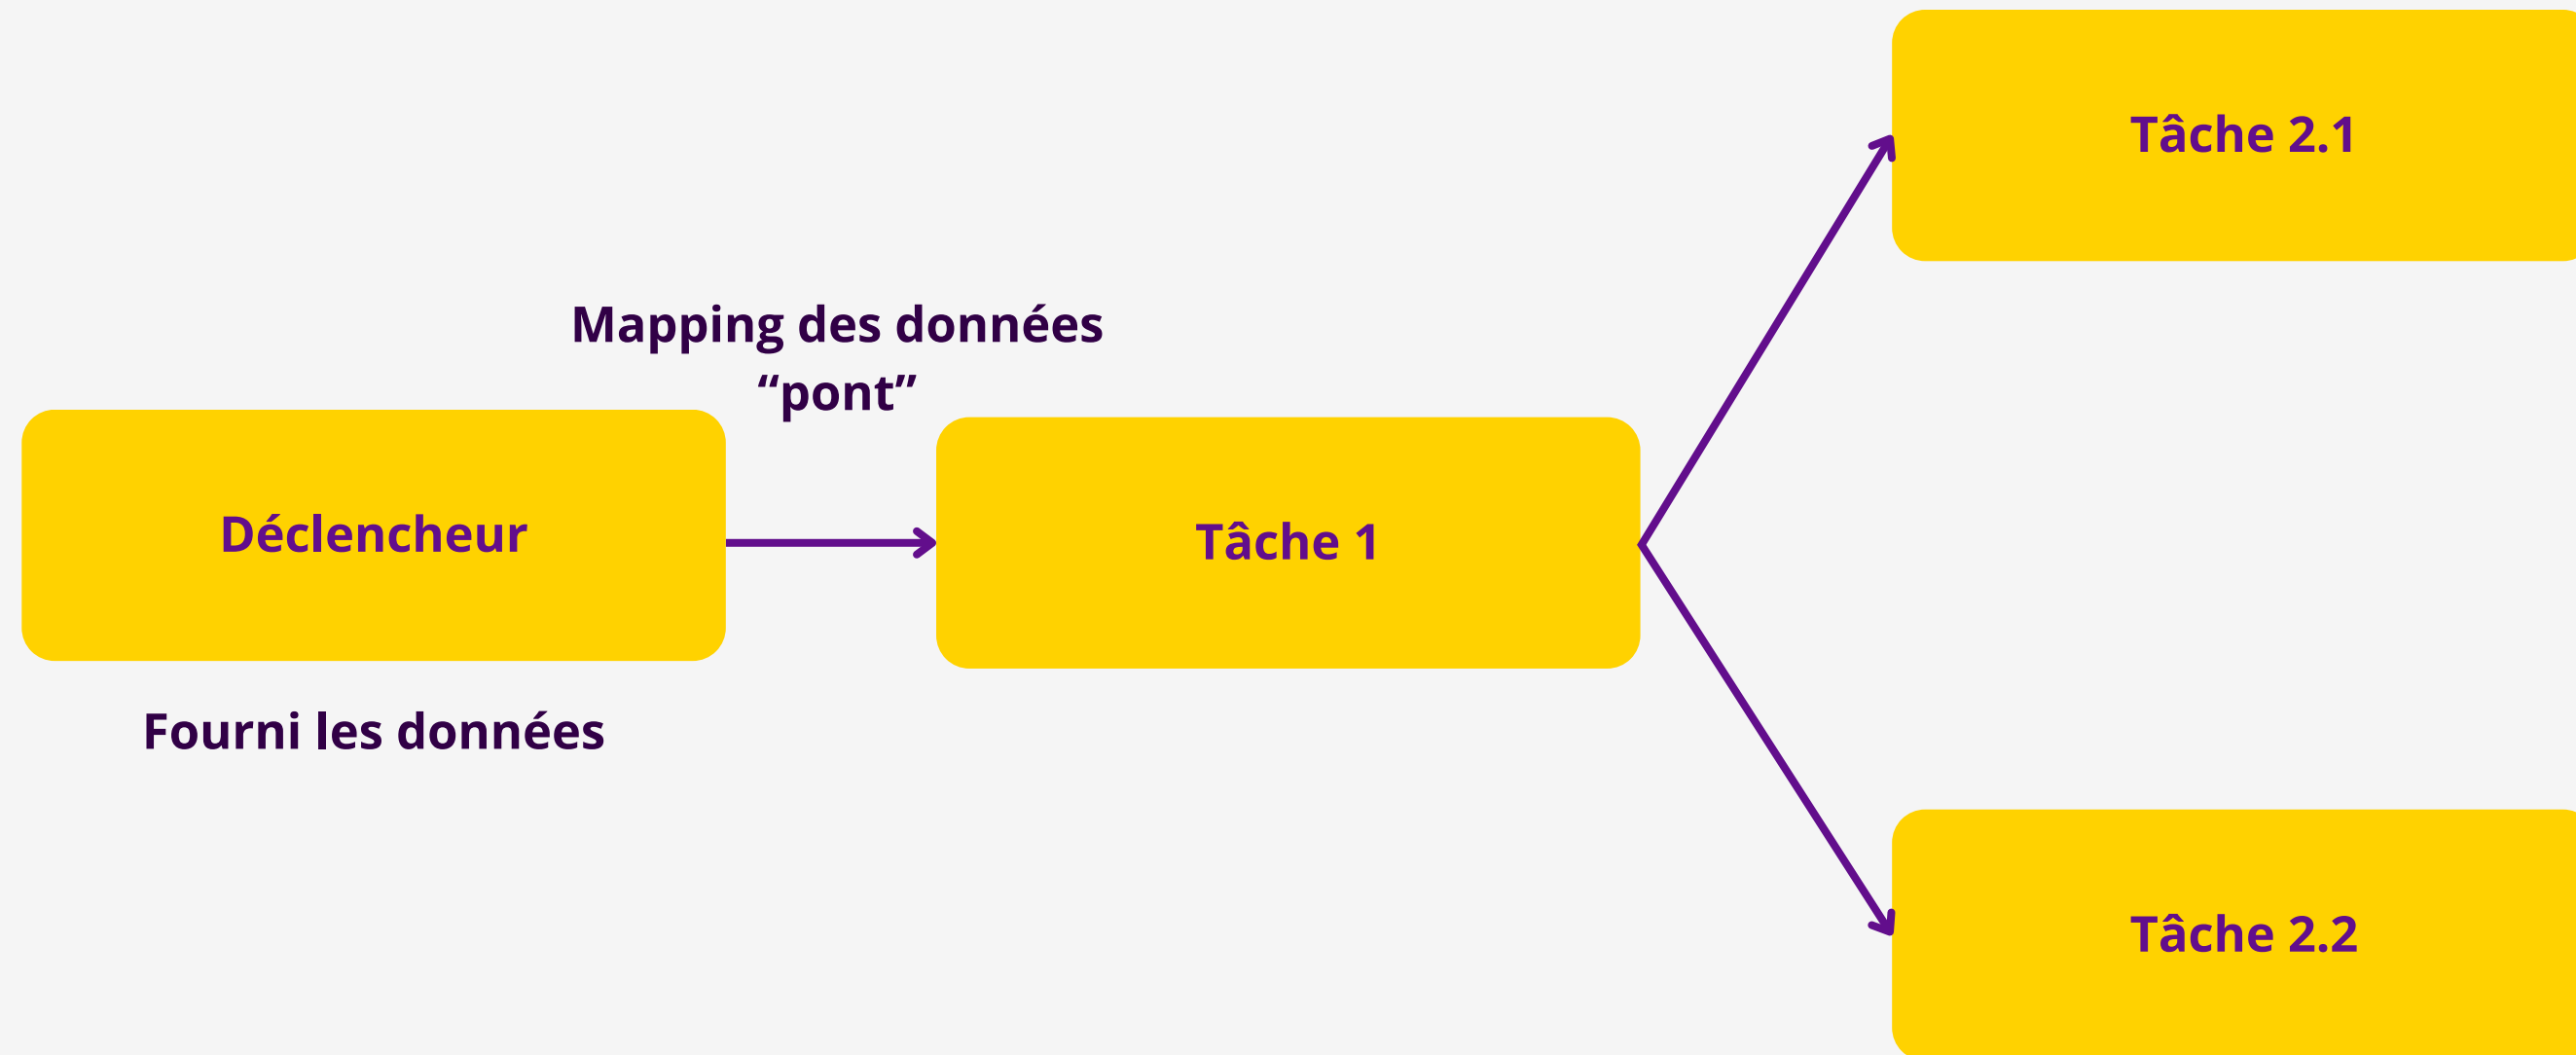 Tâche 2.1
Mapping des données
“pont”
Déclencheur
Tâche 1
Fourni les données
Tâche 2.2